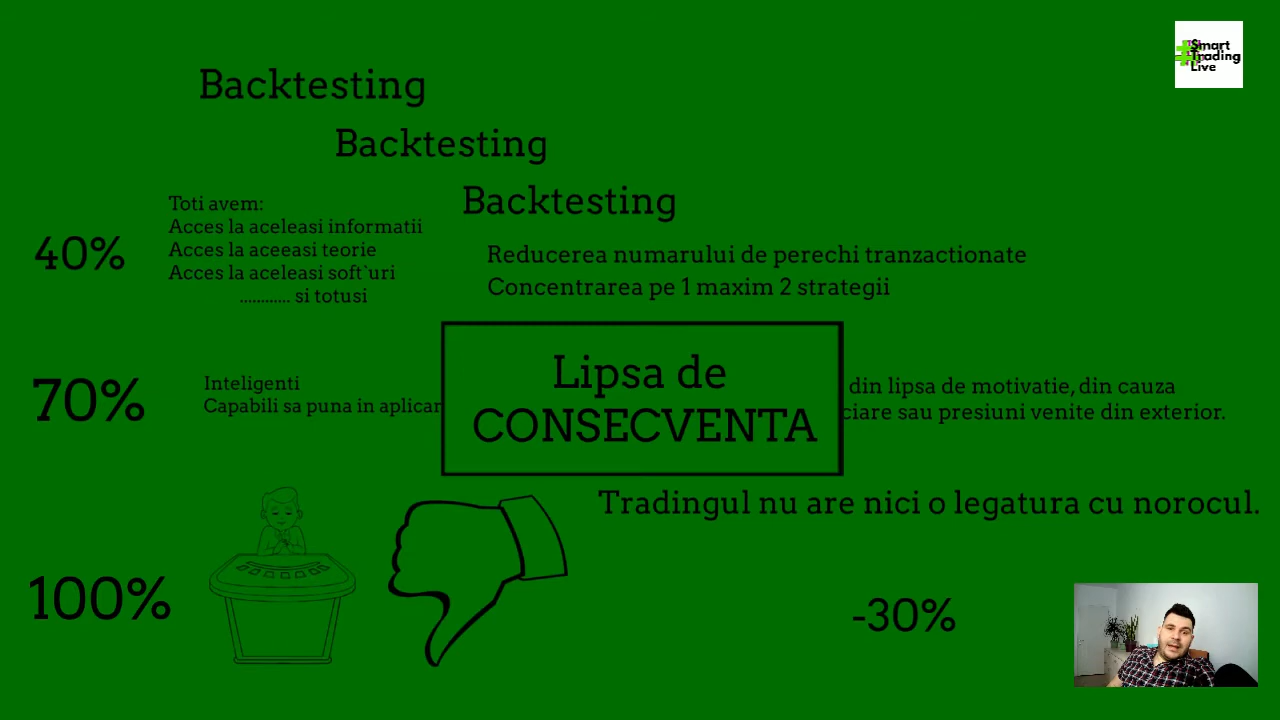 #Smart
Trading
Live
Backtesting
Backtesting
Backtesting
Toti avem:
Acces la aceleasi informatii
Acces la aceeasi teorie
Acces la aceleasi soft`uri
............ si totusi
40%
Reducerea numarului de perechi tranzactionate
Concentrarea pe 1 maxim 2 strategii
70%
Inteligenti
Capabili sa puna in
Lipsa de
CONSECVENTA
din lipsa de motivatie, din cauza
sau presiuni venite din exterior.
Tradingul nu are nici o legatura cu norocul.
100%
-30%